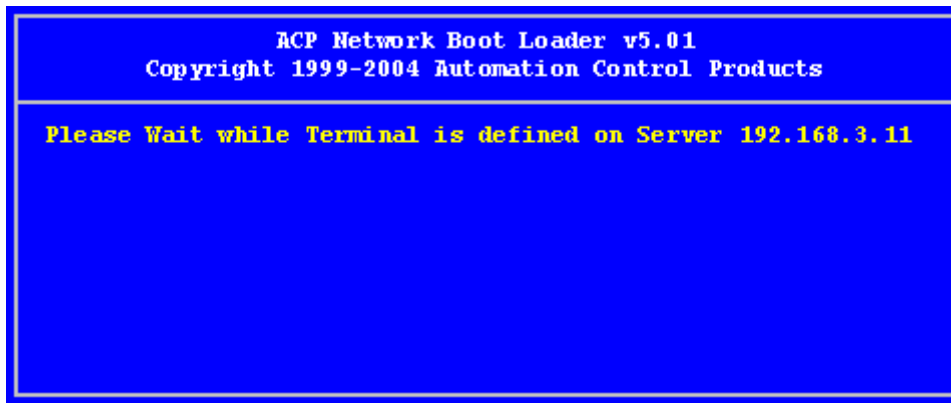 ACP Network Boot Loader v5.01
Copyright 1999-2004 Automation Control Products
Please Wait while Terminal is defined on Server 192.168.3.11